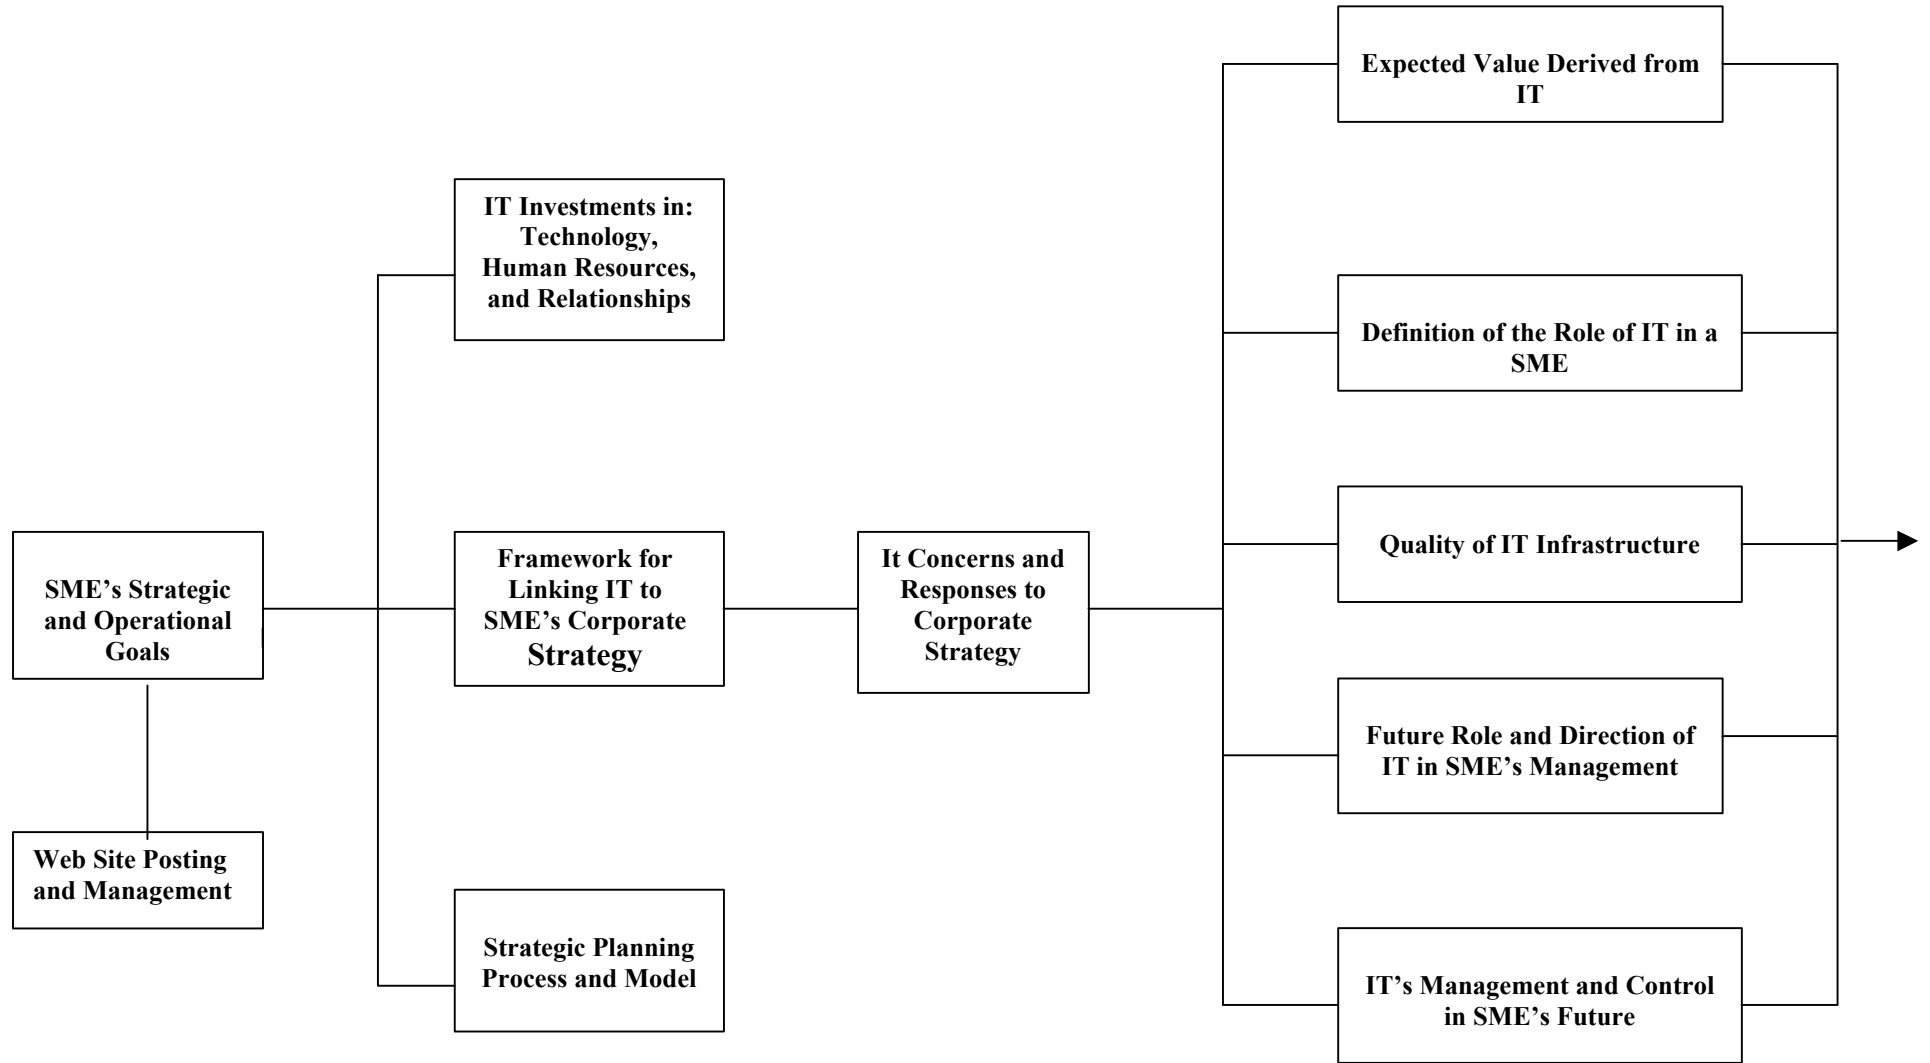 Expected Value Derived from
IT
IT Investments in:
Technology,
Human Resources,
and Relationships
Definition of the Role of IT in a
SME
Quality of IT Infrastructure
SME’s Strategic
and Operational
Goals
Framework for
Linking IT to
SME’s Corporate
Strategy
It Concerns and
Responses to
Corporate
Strategy
Future Role and Direction of
IT in SME’s Management
Web Site Posting
and Management
Strategic Planning
Process and Model
IT’s Management and Control
in SME’s Future